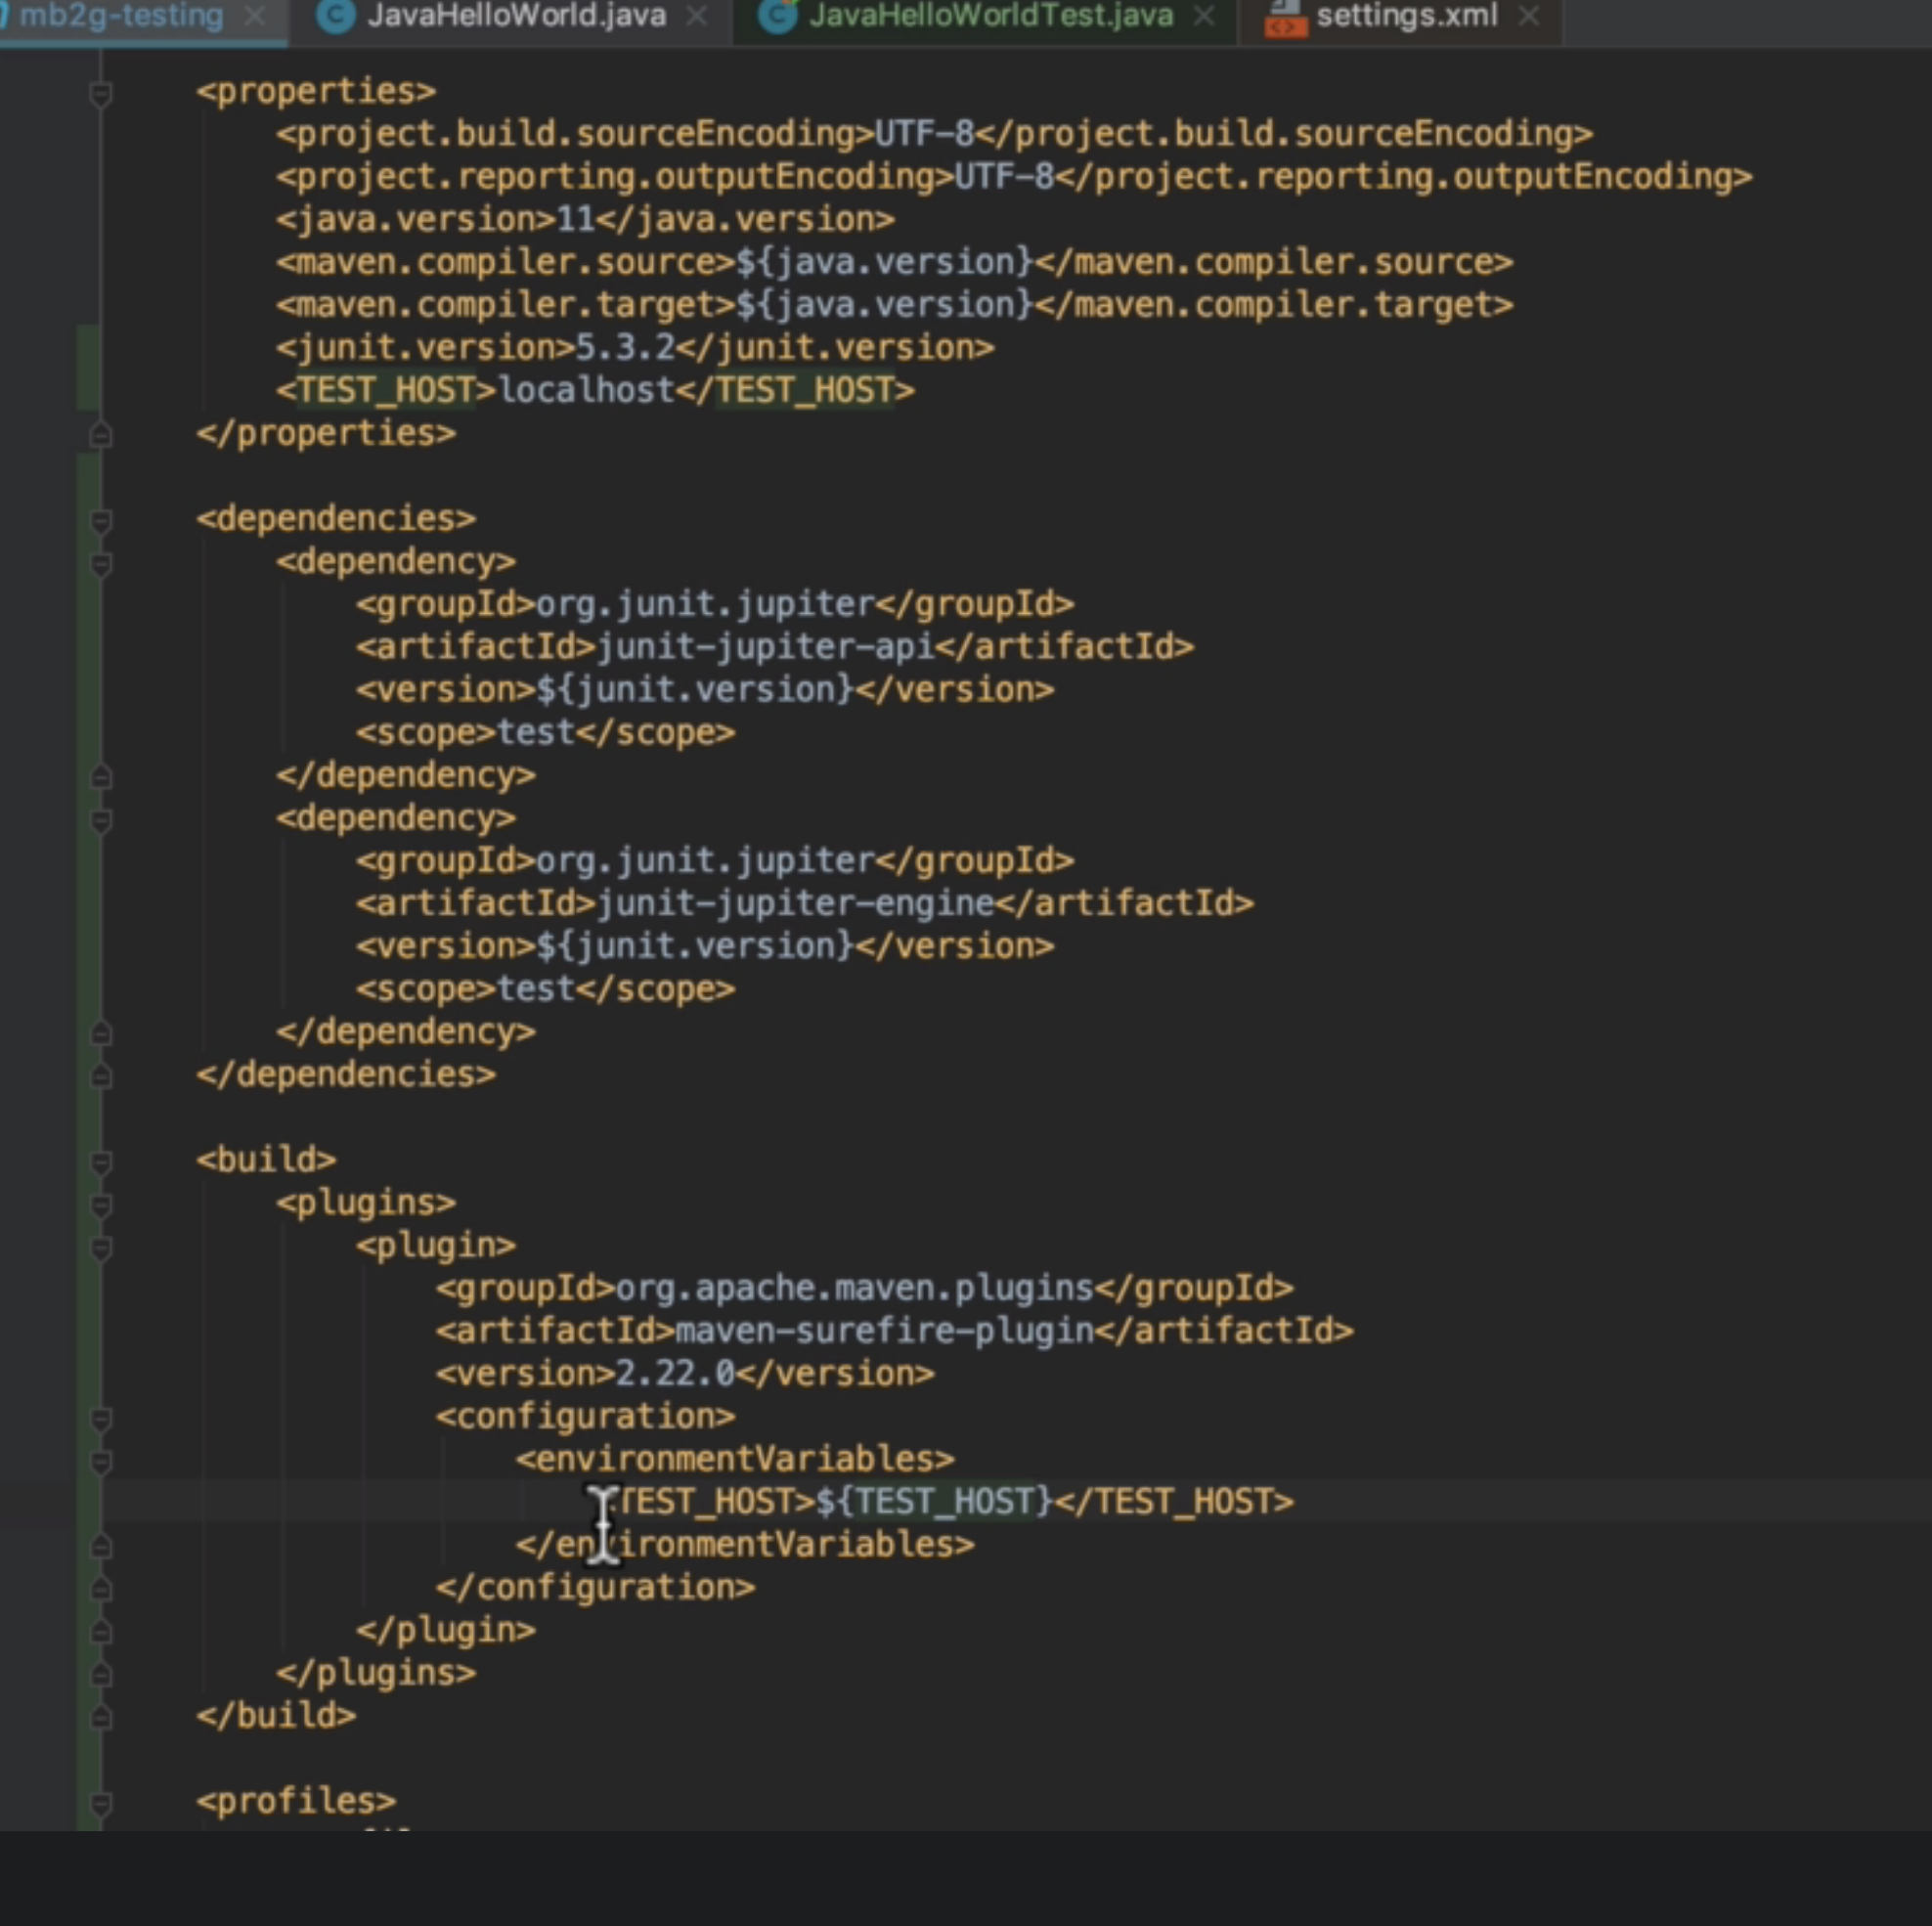 mb2g-testing JavaHelloWorld.java JavaHelloWorldTest.java settings.xml
<properties>
<project.build.sourceEncoding>UTF-8</project.build.sourceEncoding>
<project.reporting.outputEncoding>UTF-8</project.reporting.outputEncoding>
<java.version>11</java.version>
<maven.compiler.source>${java.version}</maven.compiler.source>
<maven.compiler.target>${java.version}</maven.compiler.target>
<junit.version>5.3.2</junit.version>
<TEST_HOST>localhost</TEST_HOST>
</properties>
<dependencies>
<dependency>
<groupId>org.junit.jupiter</groupId>
<artifactId>junit-jupiter-api</artifactId>
<version>${junit.version}</version>
<scope>test</scope>
</dependency>
<dependency>
<groupId>org.junit.jupiter</groupId>
<artifactId>junit-jupiter-engine</artifactId>
<version>${junit.version}</version>
<scope>test</scope>
</dependency>
</dependencies>
<build>
<plugins>
<plugin>
<groupId>org.apache.maven.plugins</groupId>
<artifactId>maven-surefire-plugin</artifactId>
<version>2.22.0</version>
<configuration>
<environmentVariables>
<TEST_HOST>${TEST_HOST}</TEST_HOST>
</environmentVariables>
</configuration>
</plugin>
</plugins>
</build>
<profiles>